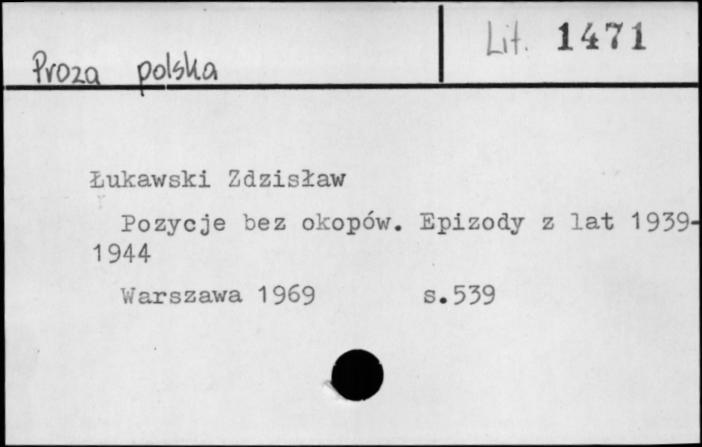 Lit. 1471
Proza polska
Łukawski Zdzisław
Pozycje bez okopów. Epizody z lat 1939-
1944
Warszawa 1969 s.539